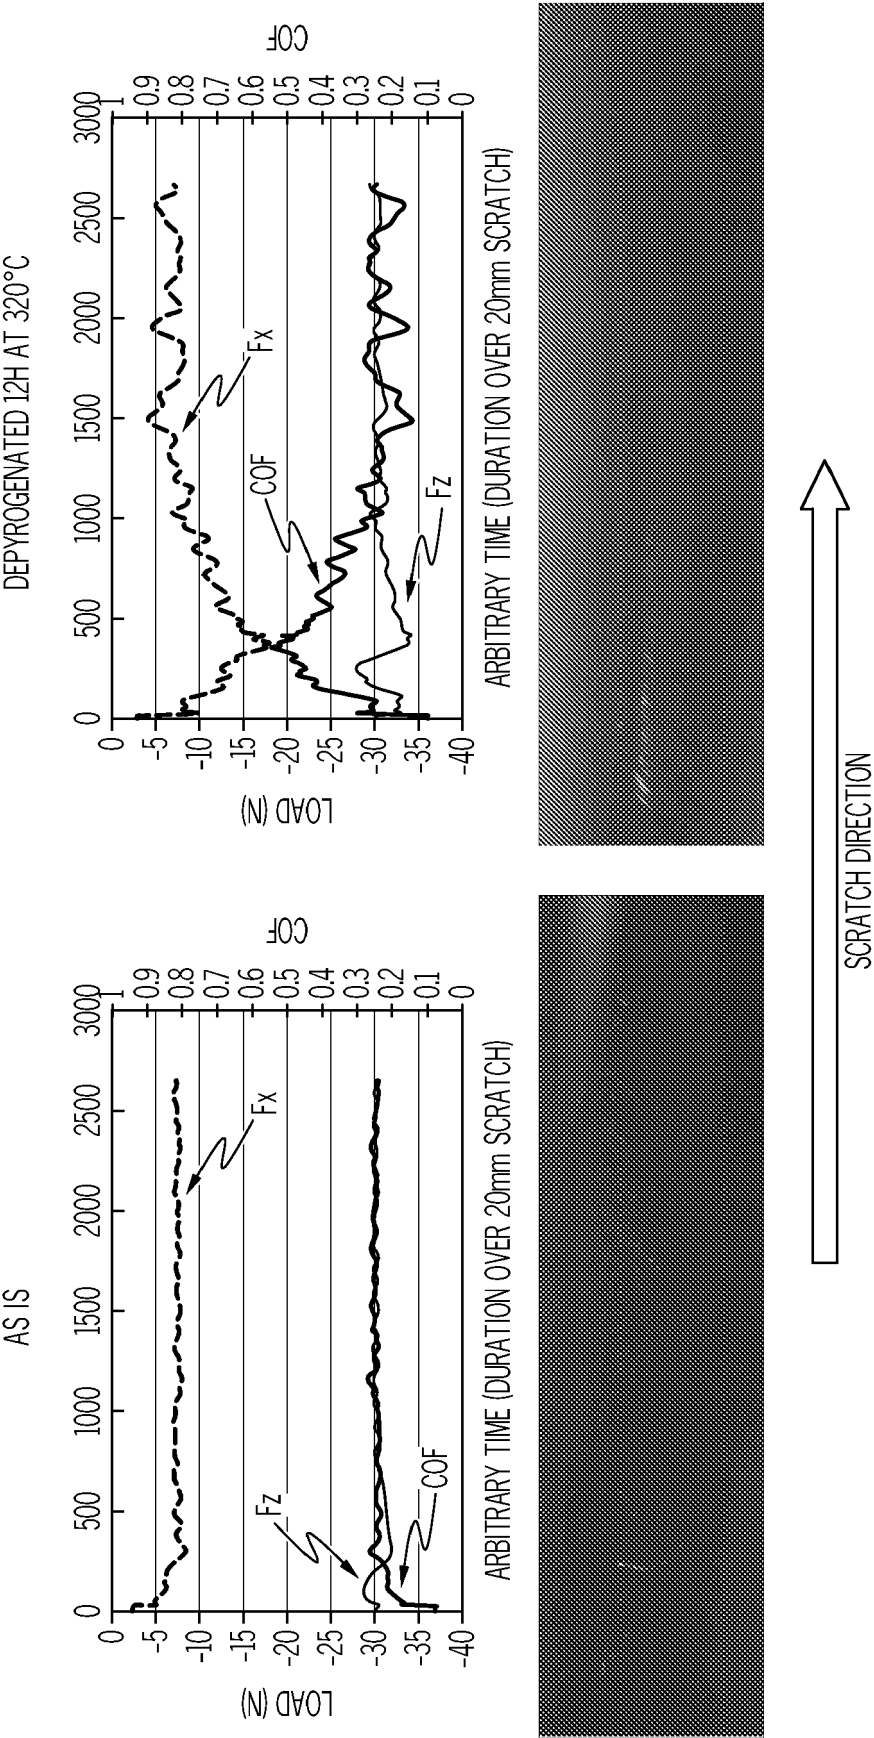 AS IS
0 500 1000 1500 2000 2500 3000
0
-5
-10
-15
-20
-25
-30
-35
-40
LOAD (N)
1
0.9
0.8
0.7
0.6
0.5
0.4
0.3
0.2
0.1
0
COF
Fx
Fz
COF
ARBITRARY TIME (DURATION OVER 20mm SCRATCH)
DEPYROGENATED 12H AT 320°C
0 500 1000 1500 2000 2500 3000
0
-5
-10
-15
-20
-25
-30
-35
-40
LOAD (N)
1
0.9
0.8
0.7
0.6
0.5
0.4
0.3
0.2
0.1
0
COF
Fx
COF
Fz
ARBITRARY TIME (DURATION OVER 20mm SCRATCH)
SCRATCH DIRECTION